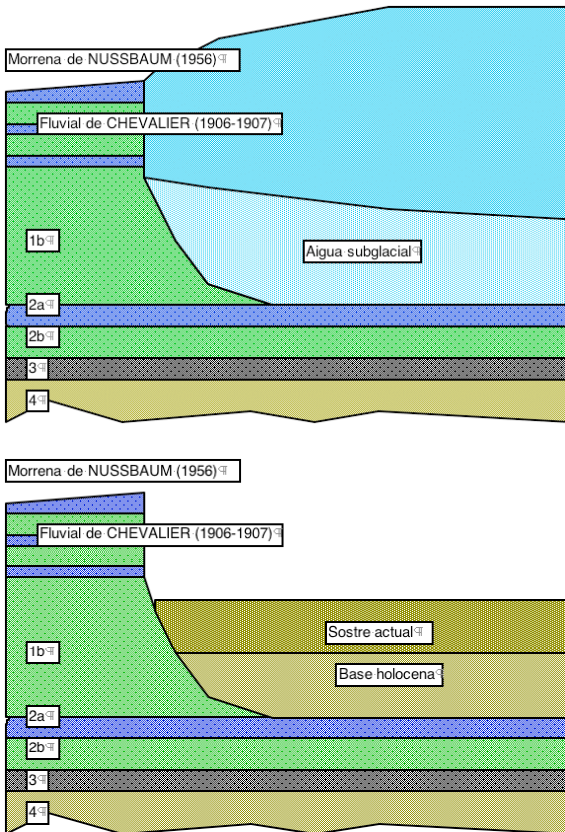 Morrena de NUSSBAUM (1956)¶
Fluvial de CHEVALIER (1906-1907)¶
1b¶
Aigua subglacial¶
2a¶
2b¶
3¶
4¶
Morrena de NUSSBAUM (1956)¶
Fluvial de CHEVALIER (1906-1907)¶
Sostre actual¶
1b¶
Base holocena¶
2a¶
2b¶
3¶
4¶